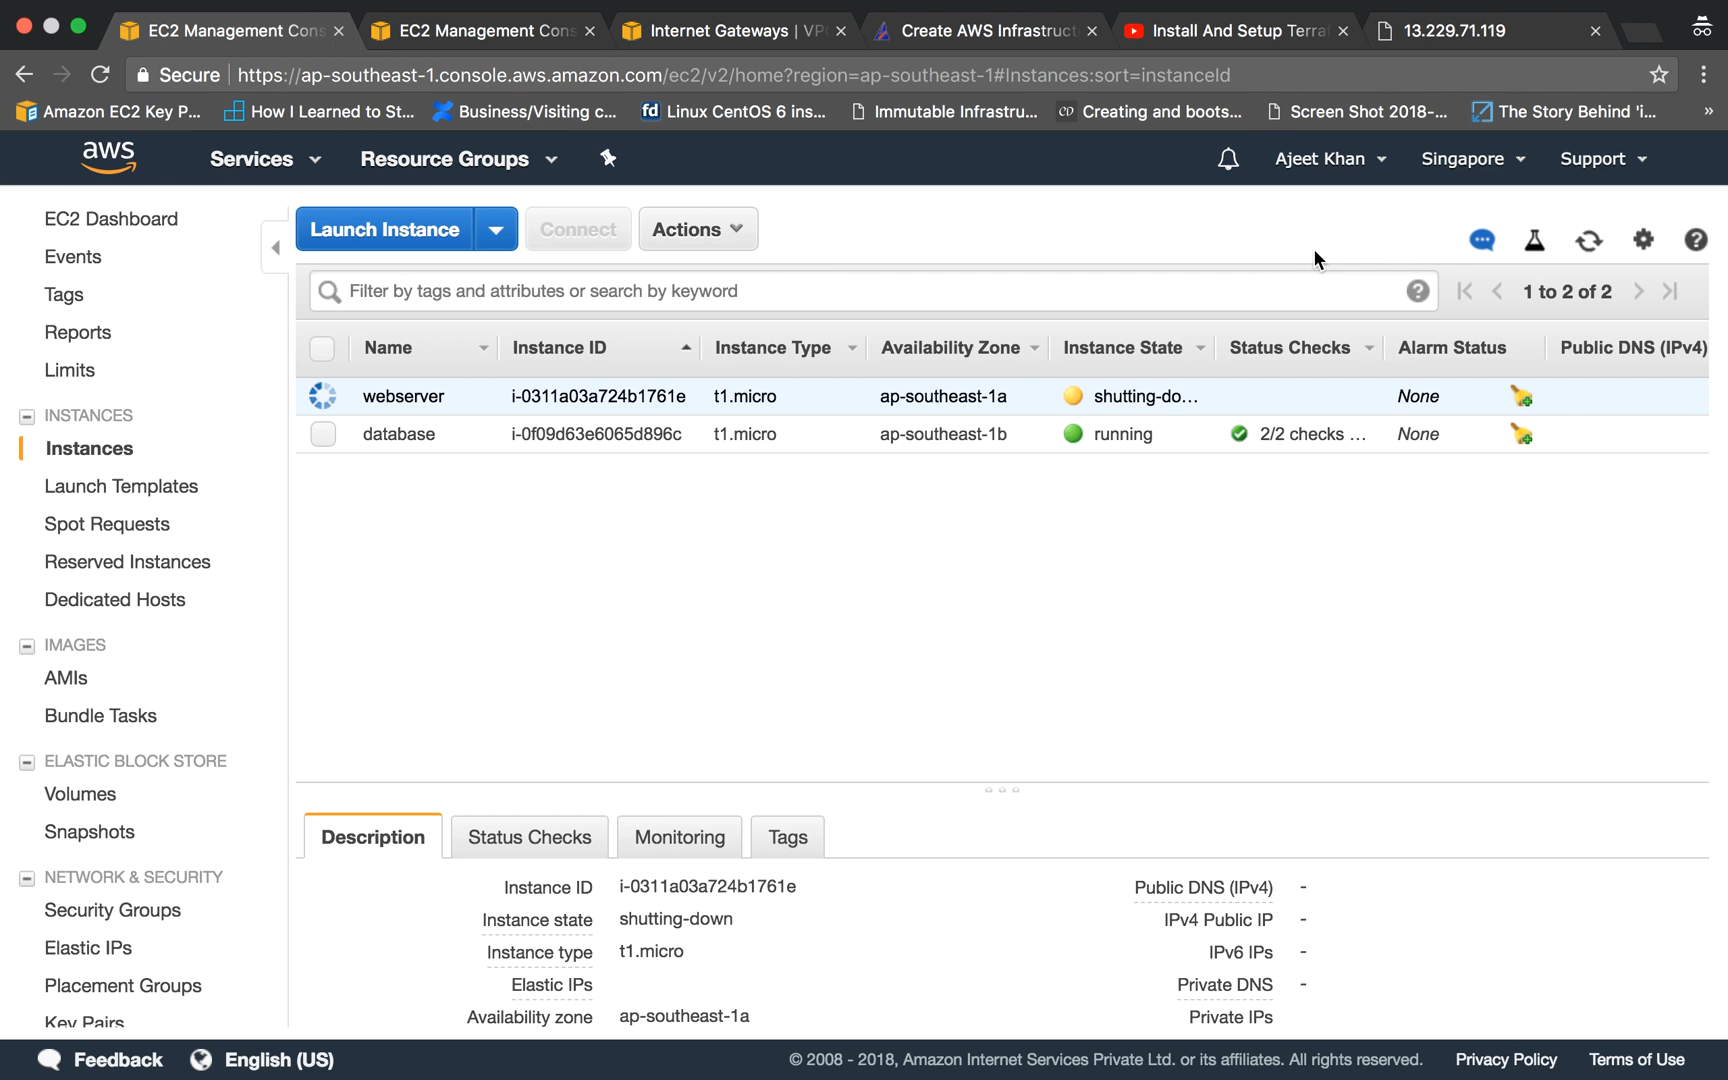 EC2 Management Cons
EC2 Management Cons
Internet Gateways | VP
Create AWS Infrastruct
Install And Setup Terra
13.229.71.119
Secure
https://ap-southeast-1.console.aws.amazon.com/ec2/v2/home?region=ap-southeast-1#Instances:sort=instanceId
Amazon EC2 Key P...
How I Learned to St...
Business/Visiting c...
fd Linux CentOS 6 ins...
Immutable Infrastru...
Creating and boots...
Screen Shot 2018-...
The Story Behind 'i...
»
aws
Services
Resource Groups
Ajeet Khan
Singapore
Support
EC2 Dashboard
Events
Tags
Reports
Limits
INSTANCES
Instances
Launch Templates
Spot Requests
Reserved Instances
Dedicated Hosts
IMAGES
AMIs
Bundle Tasks
ELASTIC BLOCK STORE
Volumes
Snapshots
NETWORK & SECURITY
Security Groups
Elastic IPs
Placement Groups
Key Pairs
Launch Instance
Connect
Actions
Filter by tags and attributes or search by keyword
1 to 2 of 2
Name Instance ID Instance Type Availability Zone Instance State Status Checks Alarm Status Public DNS (IPv4)
webserver i-0311a03a724b1761e t1.micro ap-southeast-1a shutting-do... None
database i-0f09d63e6065d896c t1.micro ap-southeast-1b running 2/2 checks ... None
Description
Status Checks
Monitoring
Tags
Instance ID i-0311a03a724b1761e
Instance state shutting-down
Instance type t1.micro
Elastic IPs
Availability zone ap-southeast-1a
Public DNS (IPv4) -
IPv4 Public IP -
IPv6 IPs -
Private DNS -
Private IPs
Feedback
English (US)
© 2008 - 2018, Amazon Internet Services Private Ltd. or its affiliates. All rights reserved.
Privacy Policy
Terms of Use